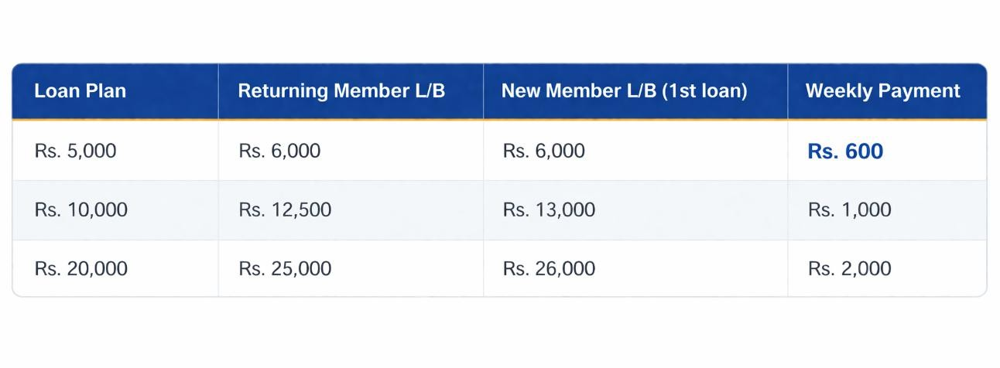 Loan Plan Returning Member L/B New Member L/B (1st loan) Weekly Payment
Rs. 5,000 Rs. 6,000 Rs. 6,000 Rs. 600
Rs. 10,000 Rs. 12,500 Rs. 13,000 Rs. 1,000
Rs. 20,000 Rs. 25,000 Rs. 26,000 Rs. 2,000